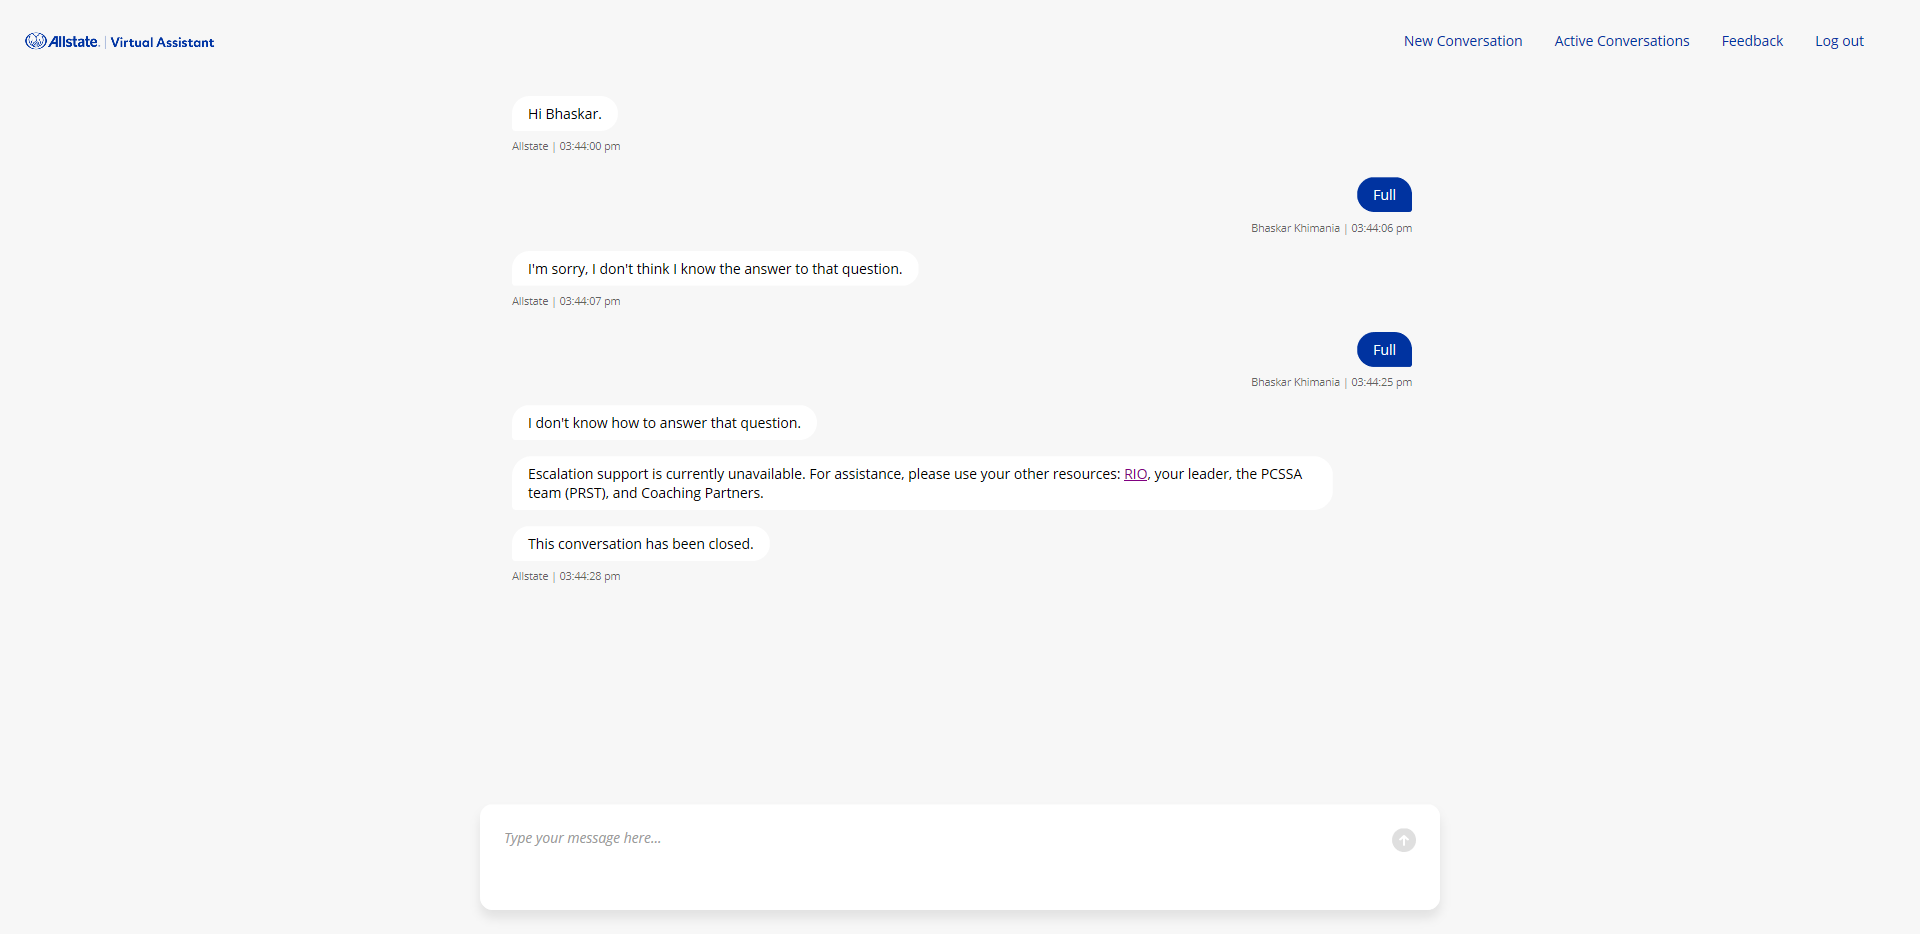 Allstate. | Virtual Assistant
New Conversation Active Conversations Feedback Log out
Hi Bhaskar.
Allstate | 03:44:00 pm
Full
Bhaskar Khimania | 03:44:06 pm
I'm sorry, I don't think I know the answer to that question.
Allstate | 03:44:07 pm
Full
Bhaskar Khimania | 03:44:25 pm
I don't know how to answer that question.
Escalation support is currently unavailable. For assistance, please use your other resources: RIO, your leader, the PCSSA
team (PRST), and Coaching Partners.
This conversation has been closed.
Allstate | 03:44:28 pm
Type your message here...